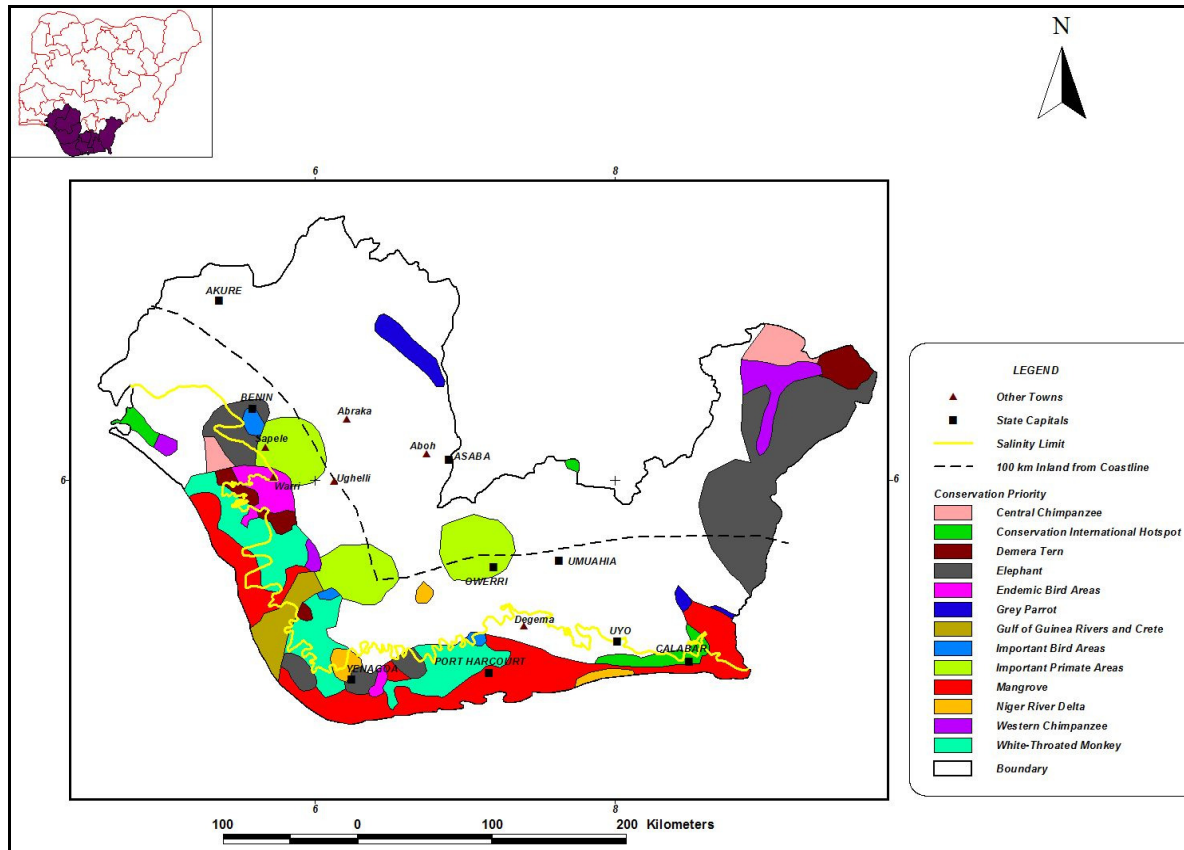 N
6
8
AKURE
BENIN
Abraka
Sapele
Aboh
ASABA
6
Warri
Ughelli
6
OWERRI
UMUAHIA
Degema
UYO
CALABAR
YENAGOA
PORT HARCOURT
6
8
100 0 100 200 Kilometers
LEGEND
Other Towns
State Capitals
Salinity Limit
100 km Inland from Coastline
Conservation Priority
Central Chimpanzee
Conservation International Hotspot
Demera Tern
Elephant
Endemic Bird Areas
Grey Parrot
Gulf of Guinea Rivers and Crete
Important Bird Areas
Important Primate Areas
Mangrove
Niger River Delta
Western Chimpanzee
White-Throated Monkey
Boundary